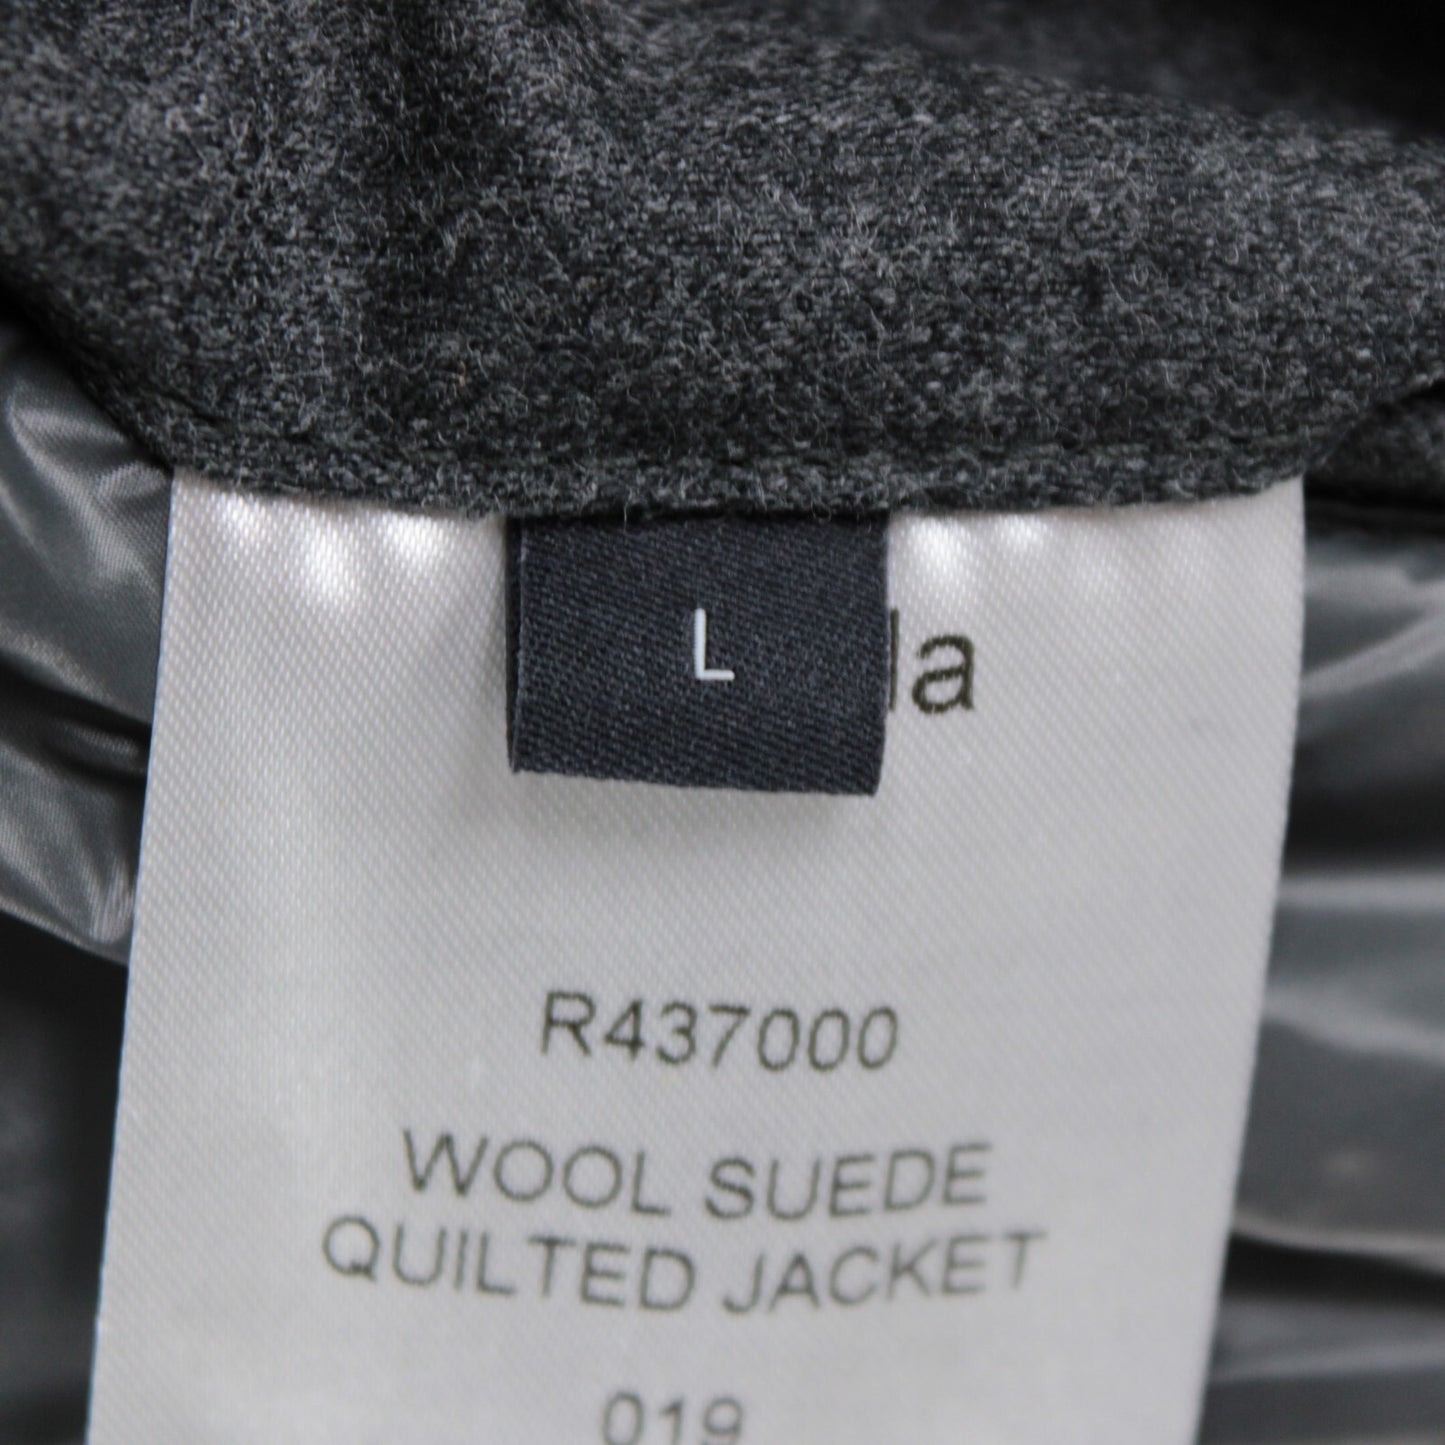 L
la
R437000
WOOL SUEDE
QUILTED JACKET
019